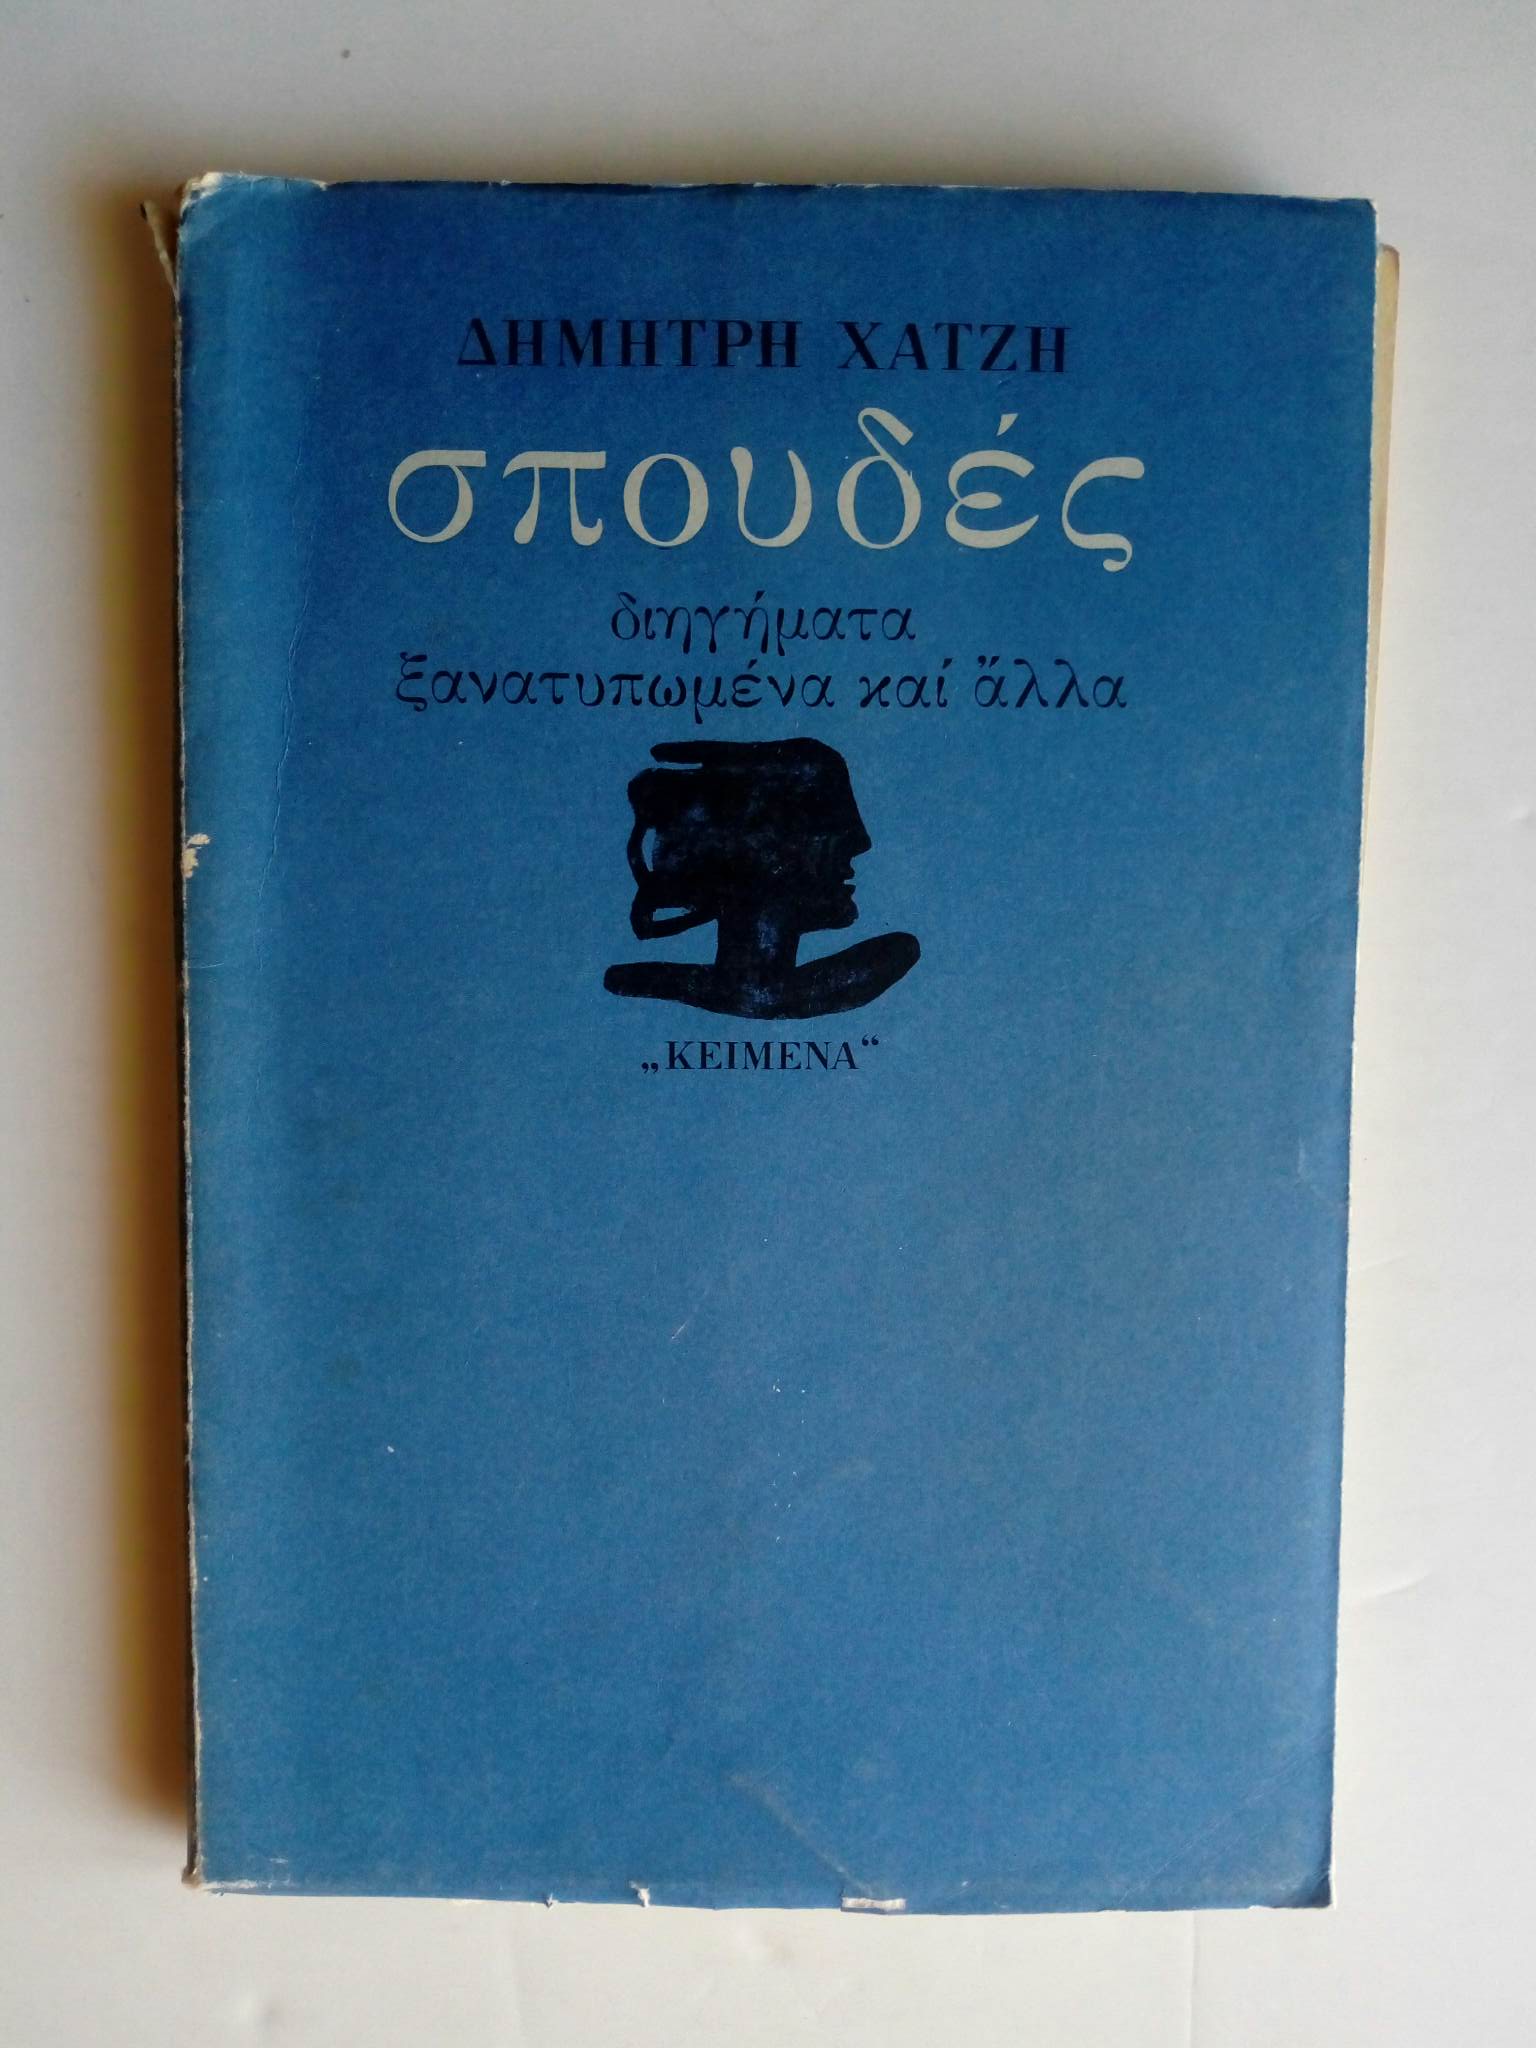 ΔΗΜΗΤΡΗ ΧΑΤΖΗ
σπουδές
διηγήματα
ξανατυπωμένα καί ἄλλα
„ΚΕΙΜΕΝΑ“